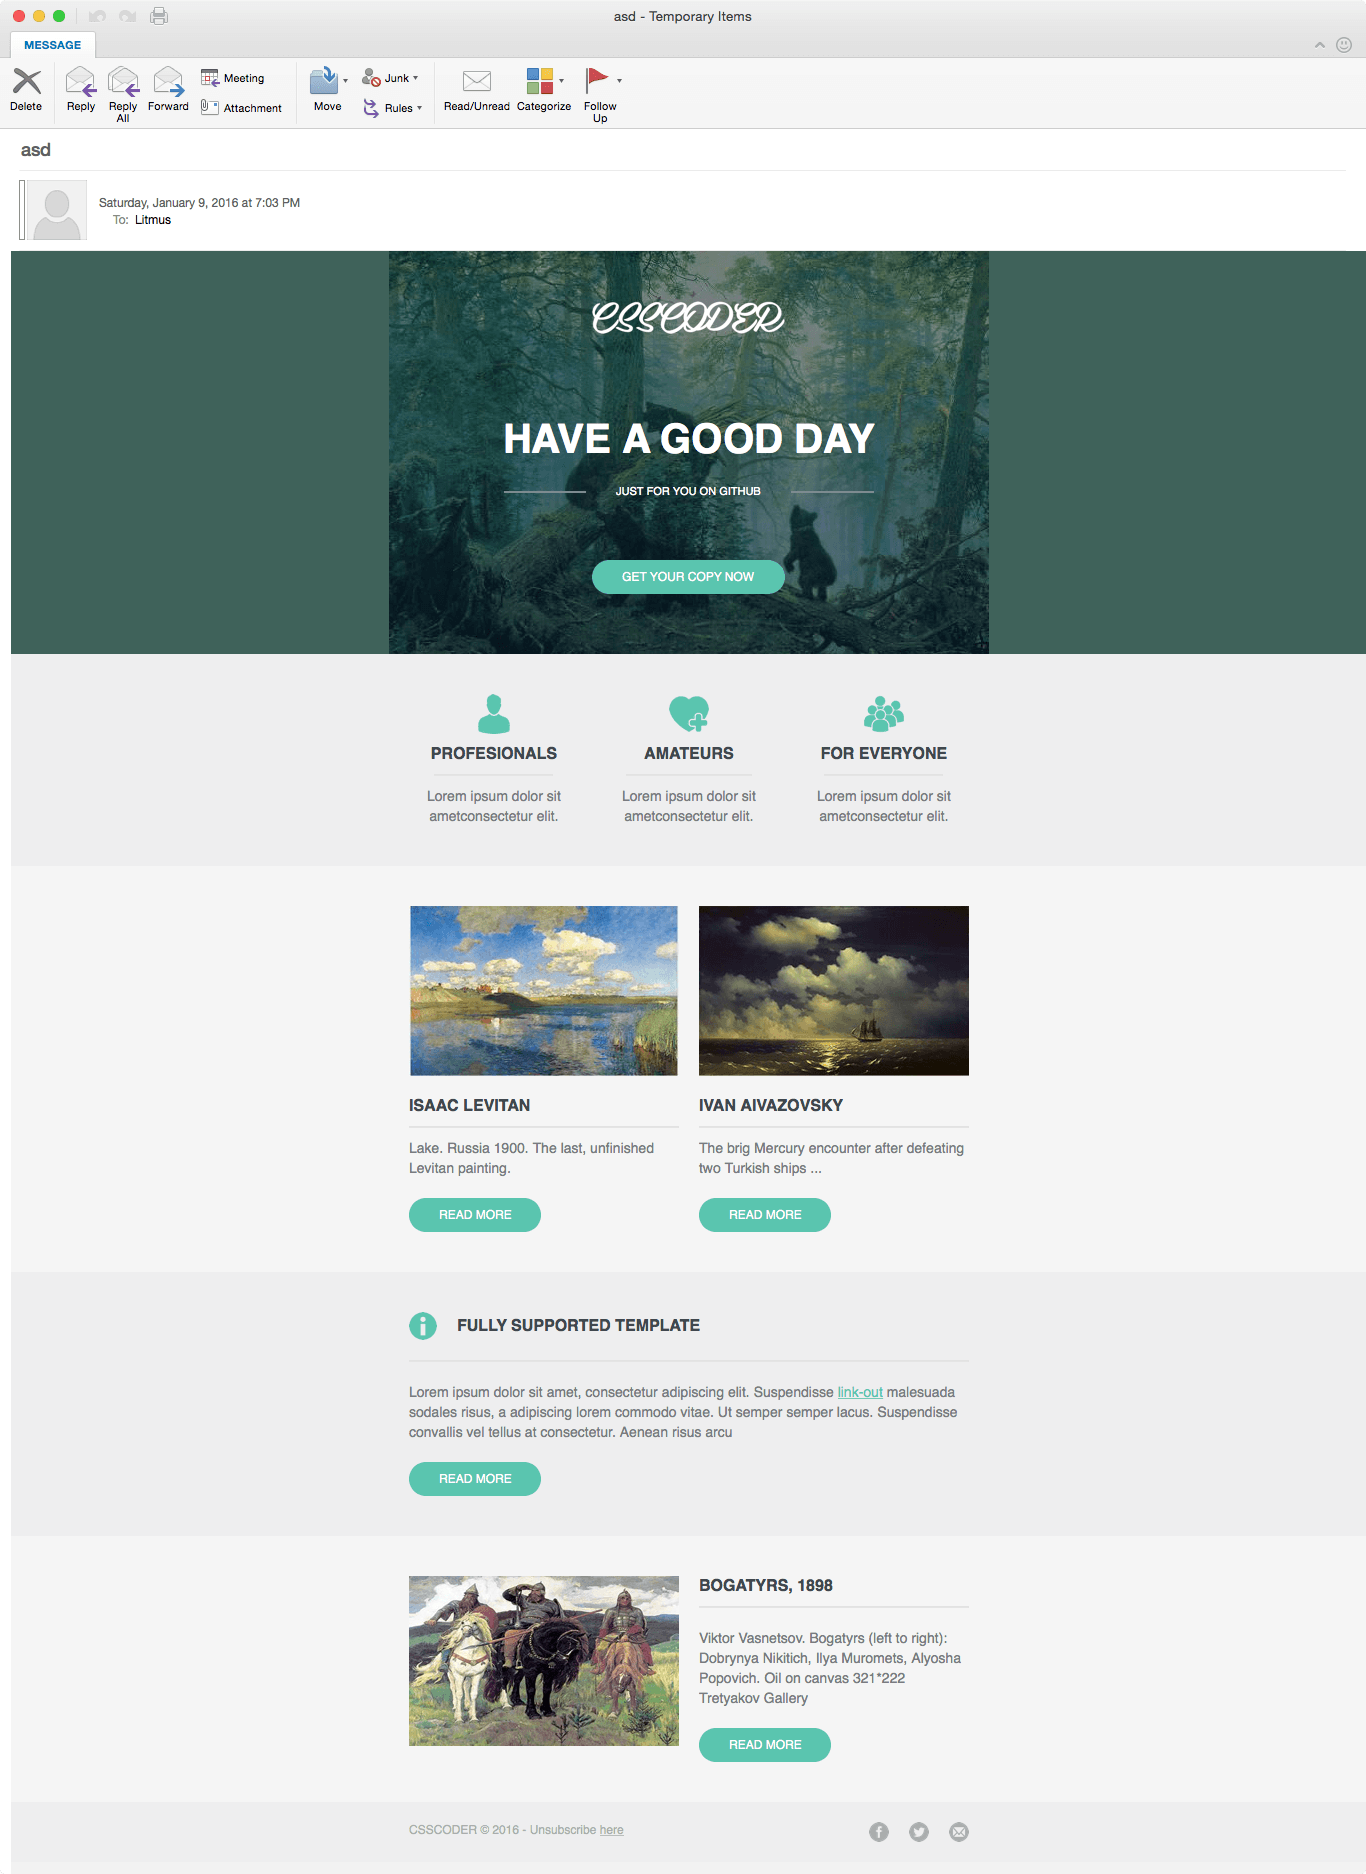 asd - Temporary Items
MESSAGE
Delete
Reply
Reply All
Forward
Meeting
Attachment
Move
Junk
Rules
Read/Unread
Categorize
Follow Up
asd
Saturday, January 9, 2016 at 7:03 PM
To: Litmus
CSSCODER
HAVE A GOOD DAY
JUST FOR YOU ON GITHUB
GET YOUR COPY NOW
PROFESIONALS
Lorem ipsum dolor sit
ametconsectetur elit.
AMATEURS
Lorem ipsum dolor sit
ametconsectetur elit.
FOR EVERYONE
Lorem ipsum dolor sit
ametconsectetur elit.
ISAAC LEVITAN
Lake. Russia 1900. The last, unfinished
Levitan painting.
READ MORE
IVAN AIVAZOVSKY
The brig Mercury encounter after defeating
two Turkish ships ...
READ MORE
FULLY SUPPORTED TEMPLATE
Lorem ipsum dolor sit amet, consectetur adipiscing elit. Suspendisse link-out malesuada
sodales risus, a adipiscing lorem commodo vitae. Ut semper semper lacus. Suspendisse
convallis vel tellus at consectetur. Aenean risus arcu
READ MORE
BOGATYRS, 1898
Viktor Vasnetsov. Bogatyrs (left to right):
Dobrynya Nikitich, Ilya Muromets, Alyosha
Popovich. Oil on canvas 321*222
Tretyakov Gallery
READ MORE
CSSCODER © 2016 - Unsubscribe here